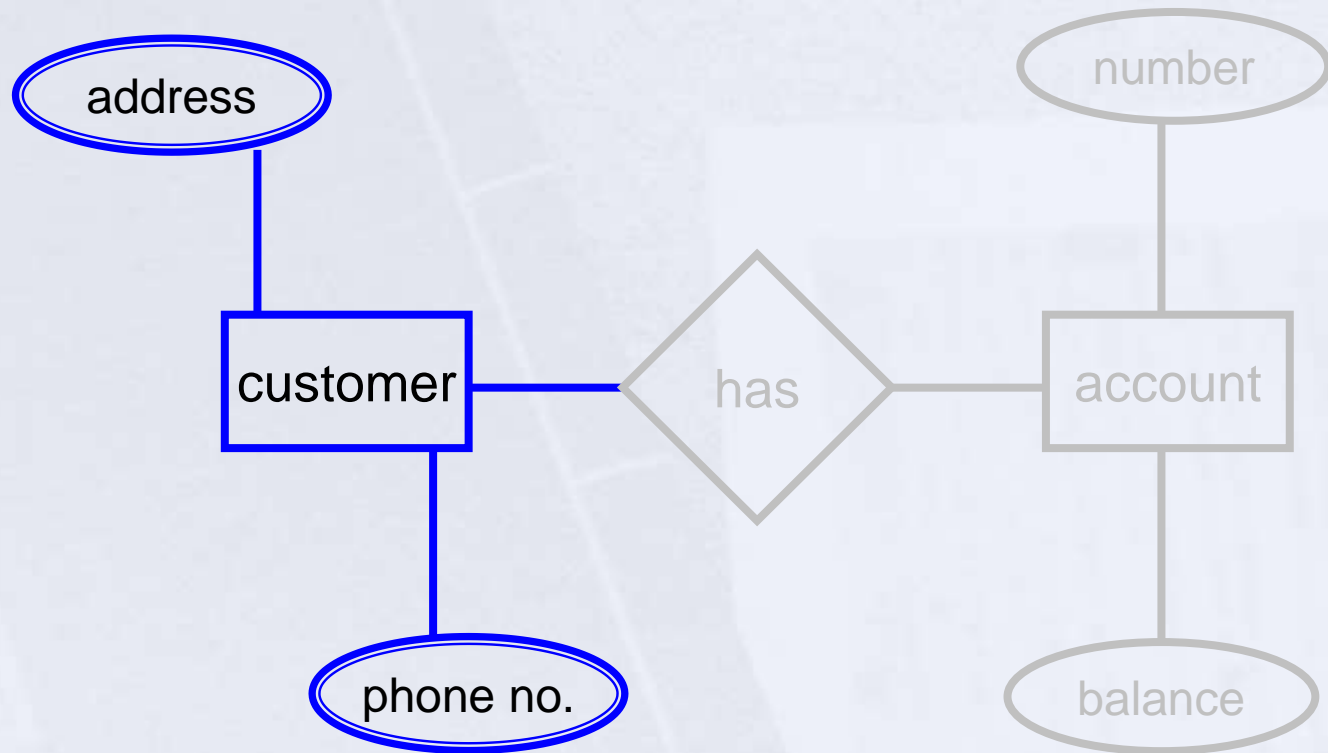 address
number
customer
has
account
phone no.
balance